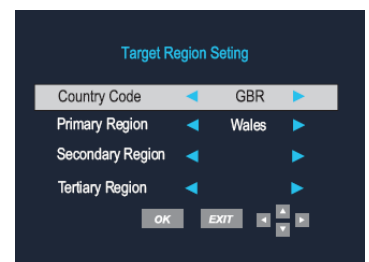 Target Region Seting
Country Code GBR
Primary Region Wales
Secondary Region
Tertiary Region
OK EXIT